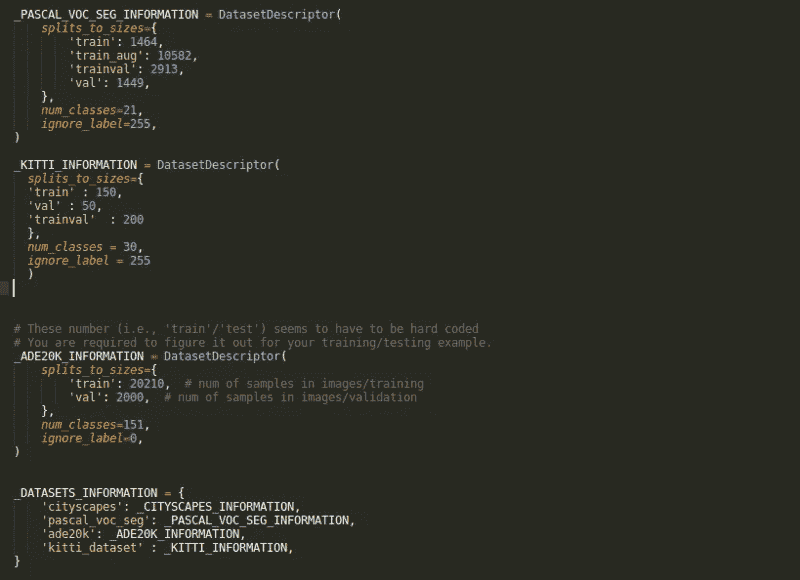 _PASCAL_VOC_SEG_INFORMATION = DatasetDescriptor(
    splits_to_sizes={
        'train': 1464,
        'train_aug': 10582,
        'trainval': 2913,
        'val': 1449,
    },
    num_classes=21,
    ignore_label=255,
)

_KITTI_INFORMATION = DatasetDescriptor(
  splits_to_sizes={
  'train' : 150,
  'val' : 50,
  'trainval'  : 200
  },
  num_classes = 30,
  ignore_label = 255
  )

# These number (i.e., 'train'/'test') seems to have to be hard coded
# You are required to figure it out for your training/testing example.
_ADE20K_INFORMATION = DatasetDescriptor(
    splits_to_sizes={
        'train': 20210,  # num of samples in images/training
        'val': 2000,  # num of samples in images/validation
    },
    num_classes=151,
    ignore_label=0,
)

_DATASETS_INFORMATION = {
    'cityscapes': _CITYSCAPES_INFORMATION,
    'pascal_voc_seg': _PASCAL_VOC_SEG_INFORMATION,
    'ade20k': _ADE20K_INFORMATION,
    'kitti_dataset' : _KITTI_INFORMATION,
}